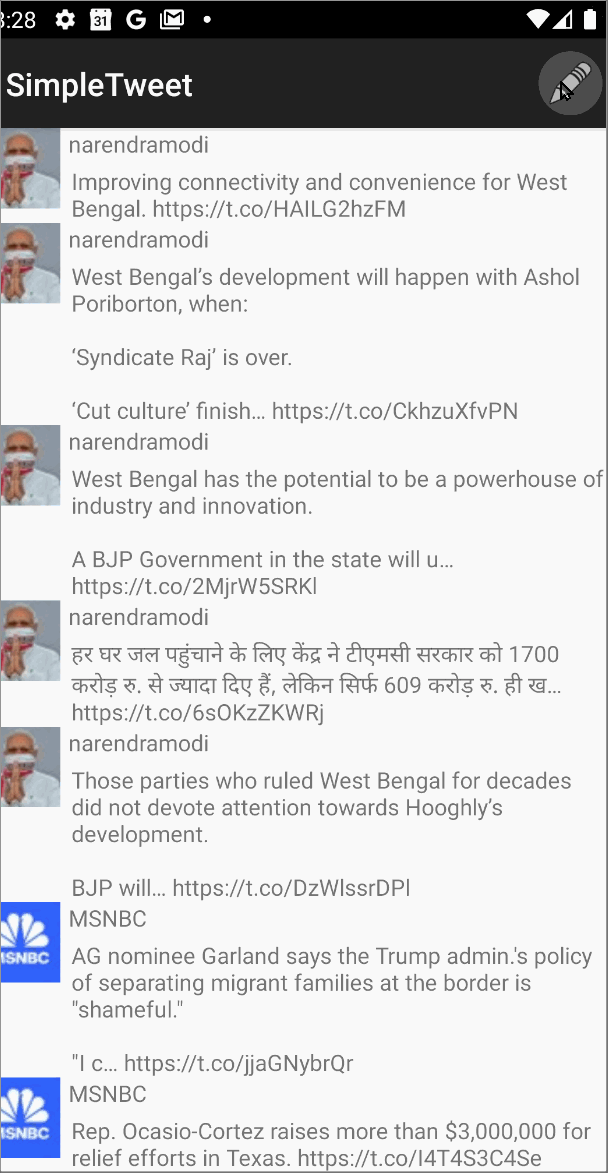 3:28 31 G M
SimpleTweet
narendramodi
Improving connectivity and convenience for West
Bengal. https://t.co/HAILG2hzFM
narendramodi
West Bengal’s development will happen with Ashol
Poriborton, when:
‘Syndicate Raj’ is over.
‘Cut culture’ finish… https://t.co/CkhzuXfvPN
narendramodi
West Bengal has the potential to be a powerhouse of
industry and innovation.
A BJP Government in the state will u…
https://t.co/2MjrW5SRKl
narendramodi
हर घर जल पहुंचाने के लिए केंद्र ने टीएमसी सरकार को 1700
करोड़ रु. से ज्यादा दिए हैं, लेकिन सिर्फ 609 करोड़ रु. ही ख…
https://t.co/6sOKzZKWRj
narendramodi
Those parties who ruled West Bengal for decades
did not devote attention towards Hooghly’s
development.
BJP will… https://t.co/DzWlssrDPl
MSNBC
MSNBC
AG nominee Garland says the Trump admin.'s policy
of separating migrant families at the border is
"shameful."
"I c… https://t.co/jjaGNybrQr
MSNBC
MSNBC
Rep. Ocasio-Cortez raises more than $3,000,000 for
relief efforts in Texas. https://t.co/I4T4S3C4Se